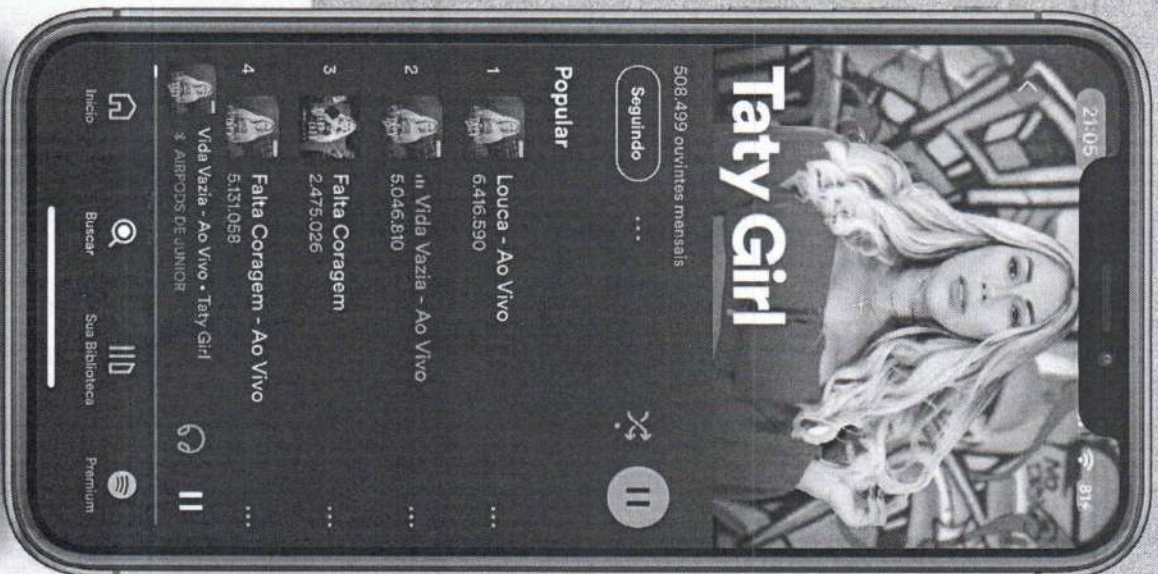 21:05
81
Taty Girl
508.499 ouvintes mensais
Seguindo
Popular
1 Louca - Ao Vivo
6.416.590
2 Vida Vazia - Ao Vivo
5.046.810
3 Falta Coragem
2.475.026
4 Falta Coragem - Ao Vivo
5.131.058
Vida Vazia - Ao Vivo • Taty Girl
AIRPODS DE JUNIOR
Início
Buscar
Sua Biblioteca
Premium